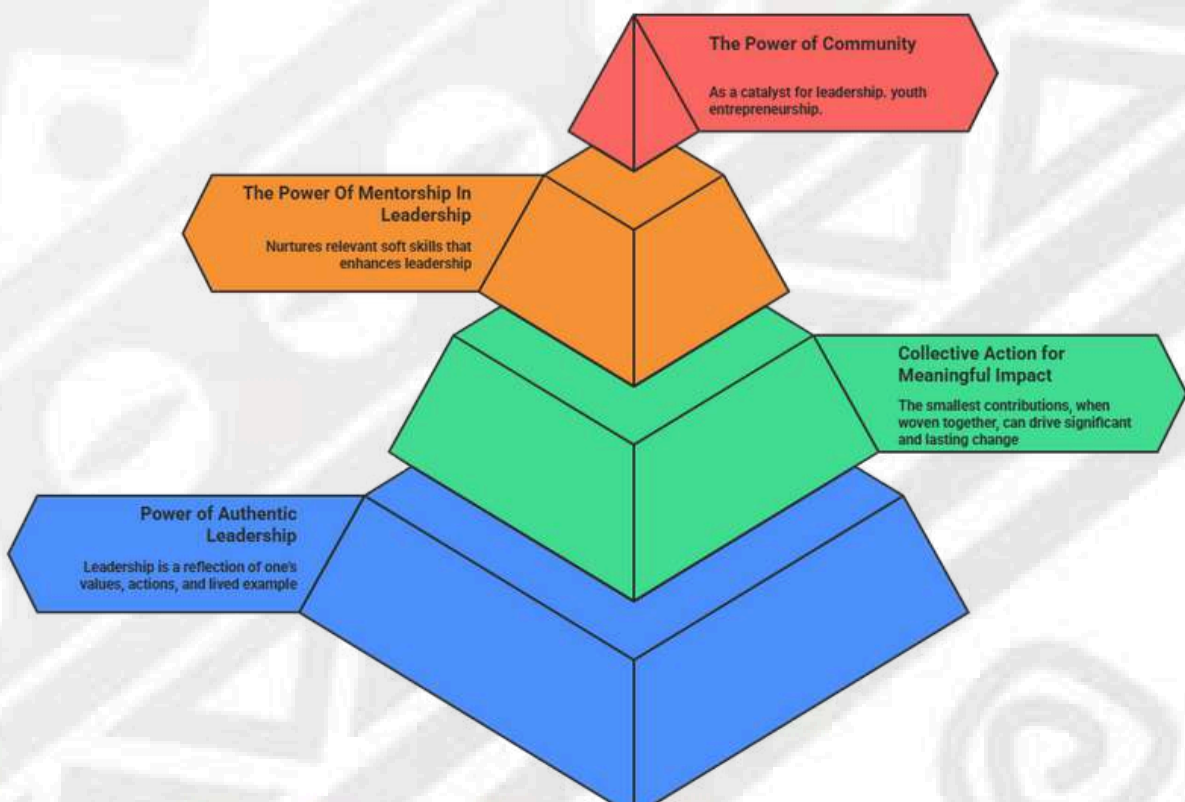 The Power of Community
As a catalyst for leadership. youth
entrepreneurship.
The Power Of Mentorship In
Leadership
Nurtures relevant soft skills that
enhances leadership
Collective Action for
Meaningful Impact
The smallest contributions, when
woven together, can drive significant
and lasting change
Power of Authentic
Leadership
Leadership is a reflection of one's
values, actions, and lived example